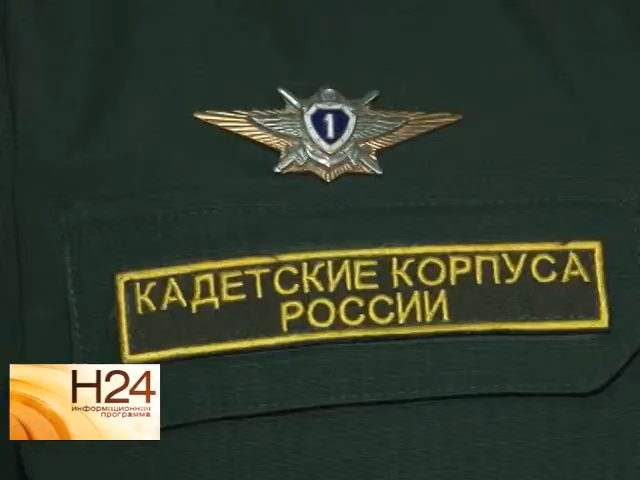 1
КАДЕТСКИЕ КОРПУСА
РОССИИ
Н24
информационная
программа